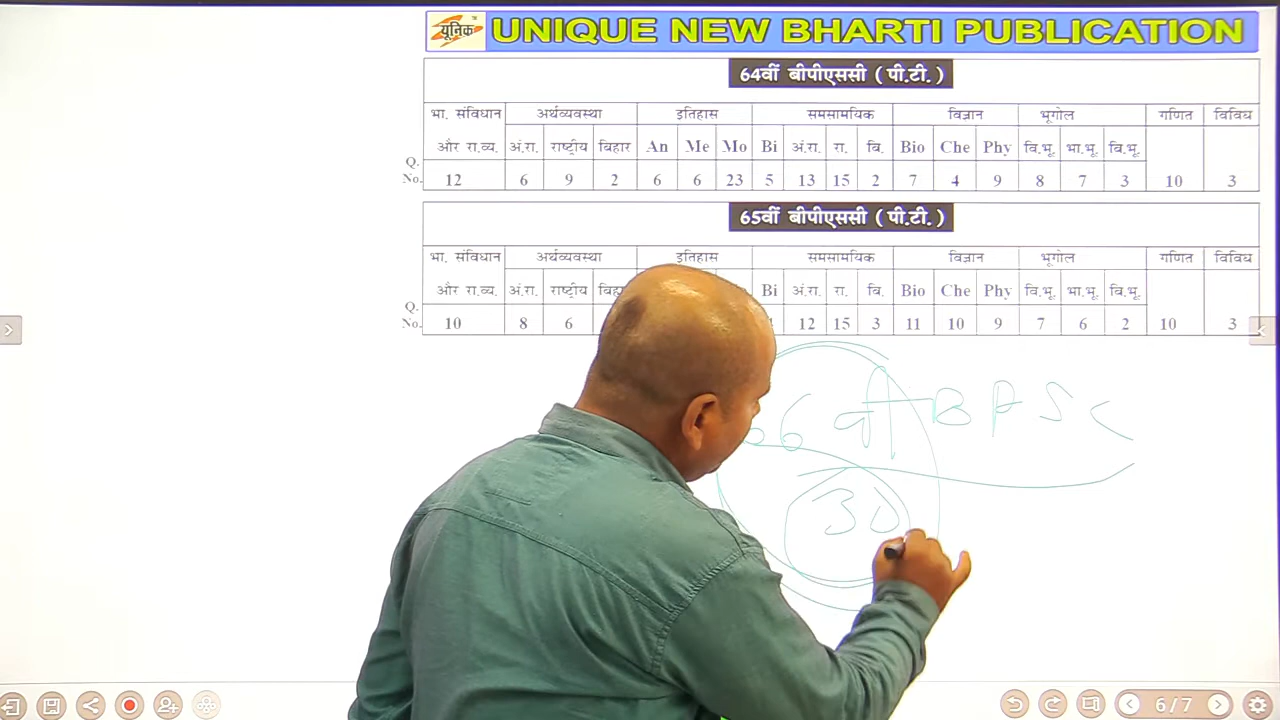 यूनिक UNIQUE NEW BHARTI PUBLICATION
64वीं बीपीएससी (पी.टी.)
भा. संविधान अर्थव्यवस्था इतिहास समसामयिक विज्ञान भूगोल गणित विविध
और रा.व्य. अं.रा. राष्ट्रीय बिहार An Me Mo Bi अं.रा. रा. बि. Bio Che Phy वि.भू. भा.भू. बि.भू.
Q. No. 12 6 9 2 6 6 23 5 13 15 2 7 4 9 8 7 3 10 3
65वीं बीपीएससी (पी.टी.)
भा. संविधान अर्थव्यवस्था इतिहास समसामयिक विज्ञान भूगोल गणित विविध
और रा.व्य. अं.रा. राष्ट्रीय Bi अं.रा. रा. बि. Bio Che Phy वि.भू. भा.भू. बि.भू.
Q. No. 10 8 6 12 15 3 11 10 9 7 6 2 10 3
66 वी BPSC
30
6/7